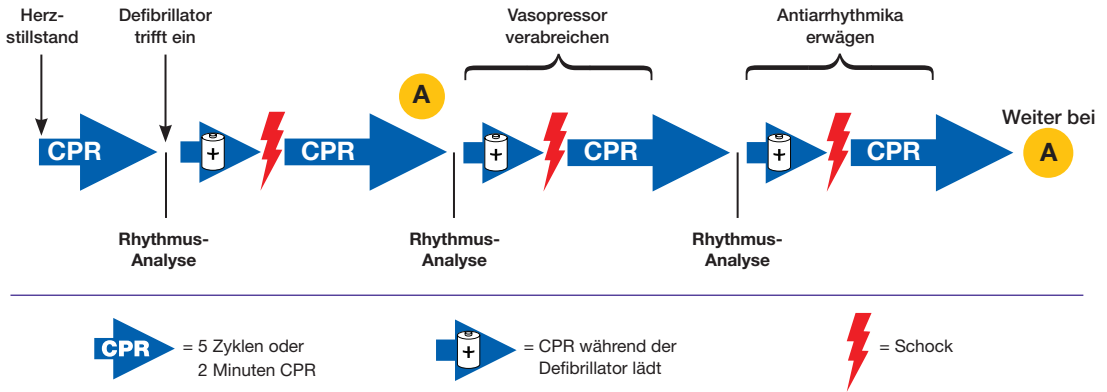 Herz-
stillstand
Defibrillator
trifft ein
Vasopressor
verabreichen
Antiarrhythmika
erwägen
A
Weiter bei
A
CPR
+
CPR
+
CPR
+
CPR
Rhythmus-
Analyse
Rhythmus-
Analyse
Rhythmus-
Analyse
CPR
= 5 Zyklen oder
2 Minuten CPR
+
= CPR während der
Defibrillator lädt
= Schock